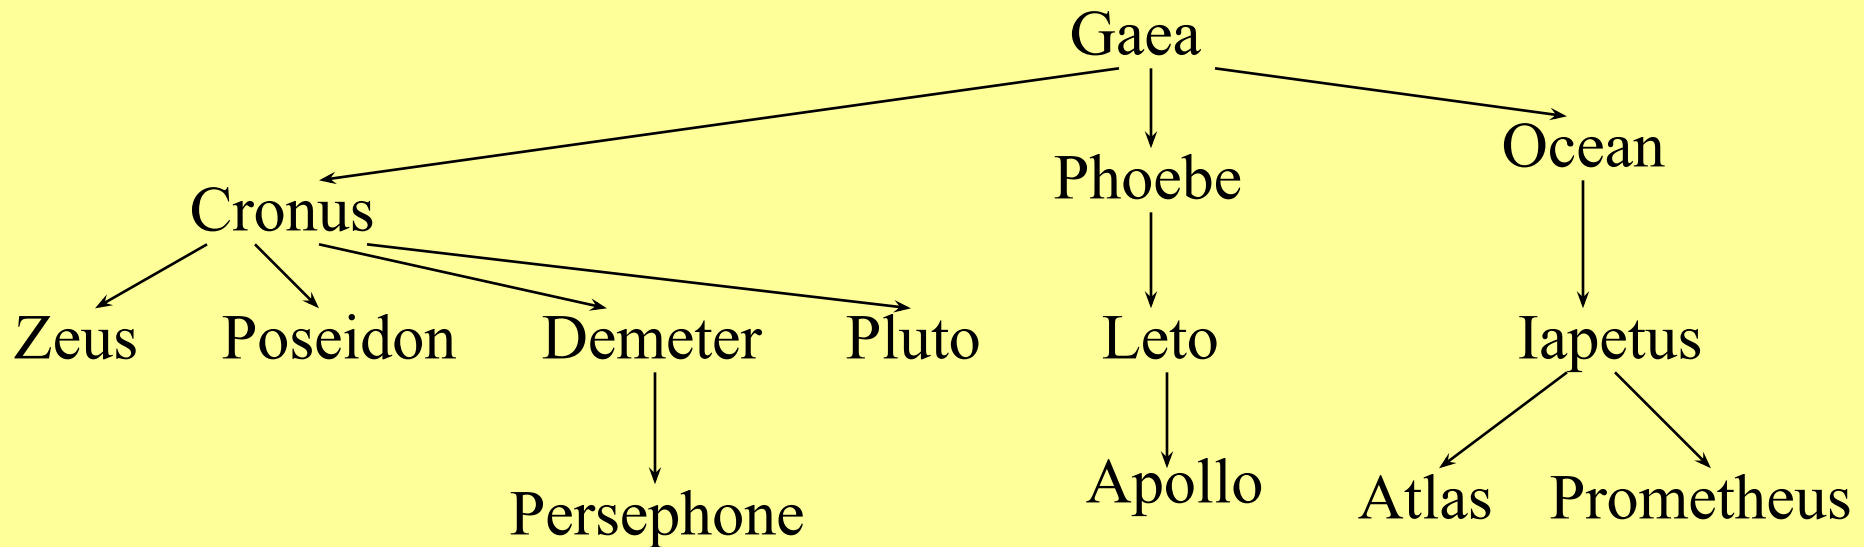 Gaea
Ocean
Phoebe
Cronus
Zeus Poseidon Demeter Pluto Leto Iapetus
Apollo
Atlas Prometheus
Persephone